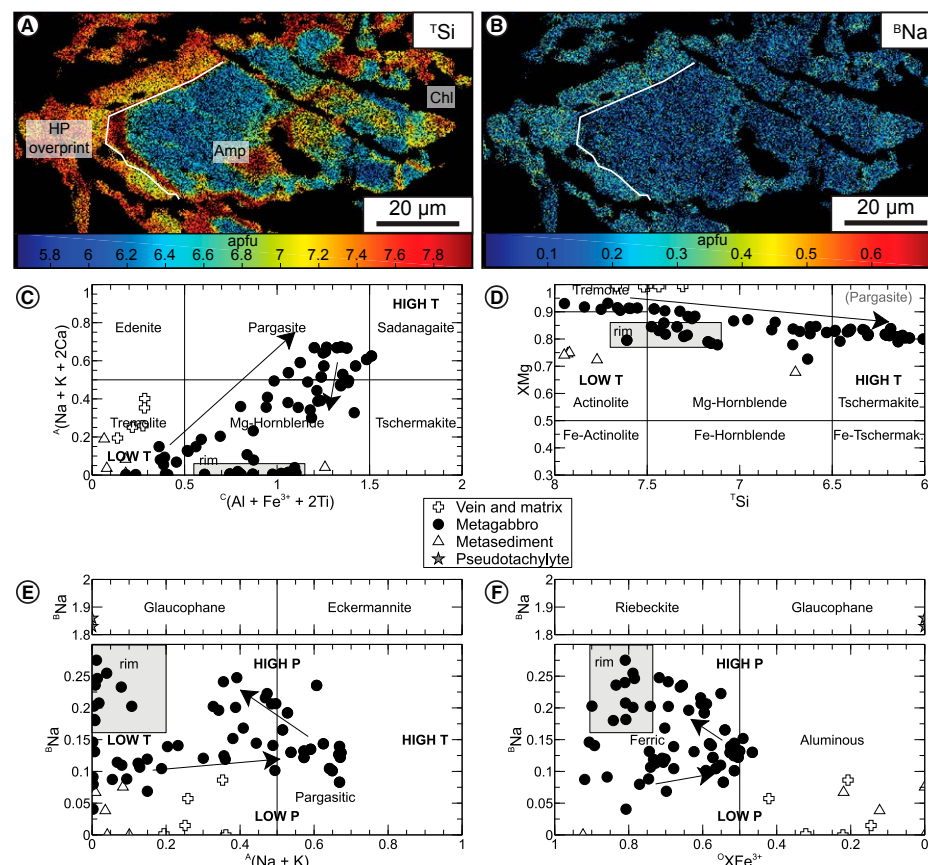 A
TSi
HP
overprint
Amp
Chl
20 µm
apfu
5.8 6 6.2 6.4 6.6 6.8 7 7.2 7.4 7.6 7.8
B
BNa
20 µm
apfu
0.1 0.2 0.3 0.4 0.5 0.6
C
HIGH T
Edenite Pargasite Sadanagaite
Tremolite Mg-Hornblende Tschermakite
LOW T
rim
1
0.8
0.6
0.4
0.2
0
0 0.5 1 1.5 2
A(Na + K + 2Ca)
C(Al + Fe3+ + 2Ti)
D
Tremolite
(Pargasite)
rim
LOW T HIGH T
Actinolite Mg-Hornblende Tschermakite
Fe-Actinolite Fe-Hornblende Fe-Tschermak.
1
0.9
0.8
0.7
0.6
0.5
0.4
0.3
8 7.5 7 6.5 6
XMg
TSi
Vein and matrix
Metagabbro
Metasediment
Pseudotachylyte
E
2
1.9
1.8
BNa
Glaucophane Eckermannite
rim
HIGH P
LOW T HIGH T
Pargasitic
LOW P
0.25
0.20
0.15
0.1
0.05
0
BNa
0 0.2 0.4 0.6 0.8 1
A(Na + K)
F
2
1.9
1.8
BNa
Riebeckite Glaucophane
rim
HIGH P
Ferric Aluminous
LOW P
0.25
0.20
0.15
0.1
0.05
0
BNa
1 0.8 0.6 0.4 0.2 0
OXFe3+